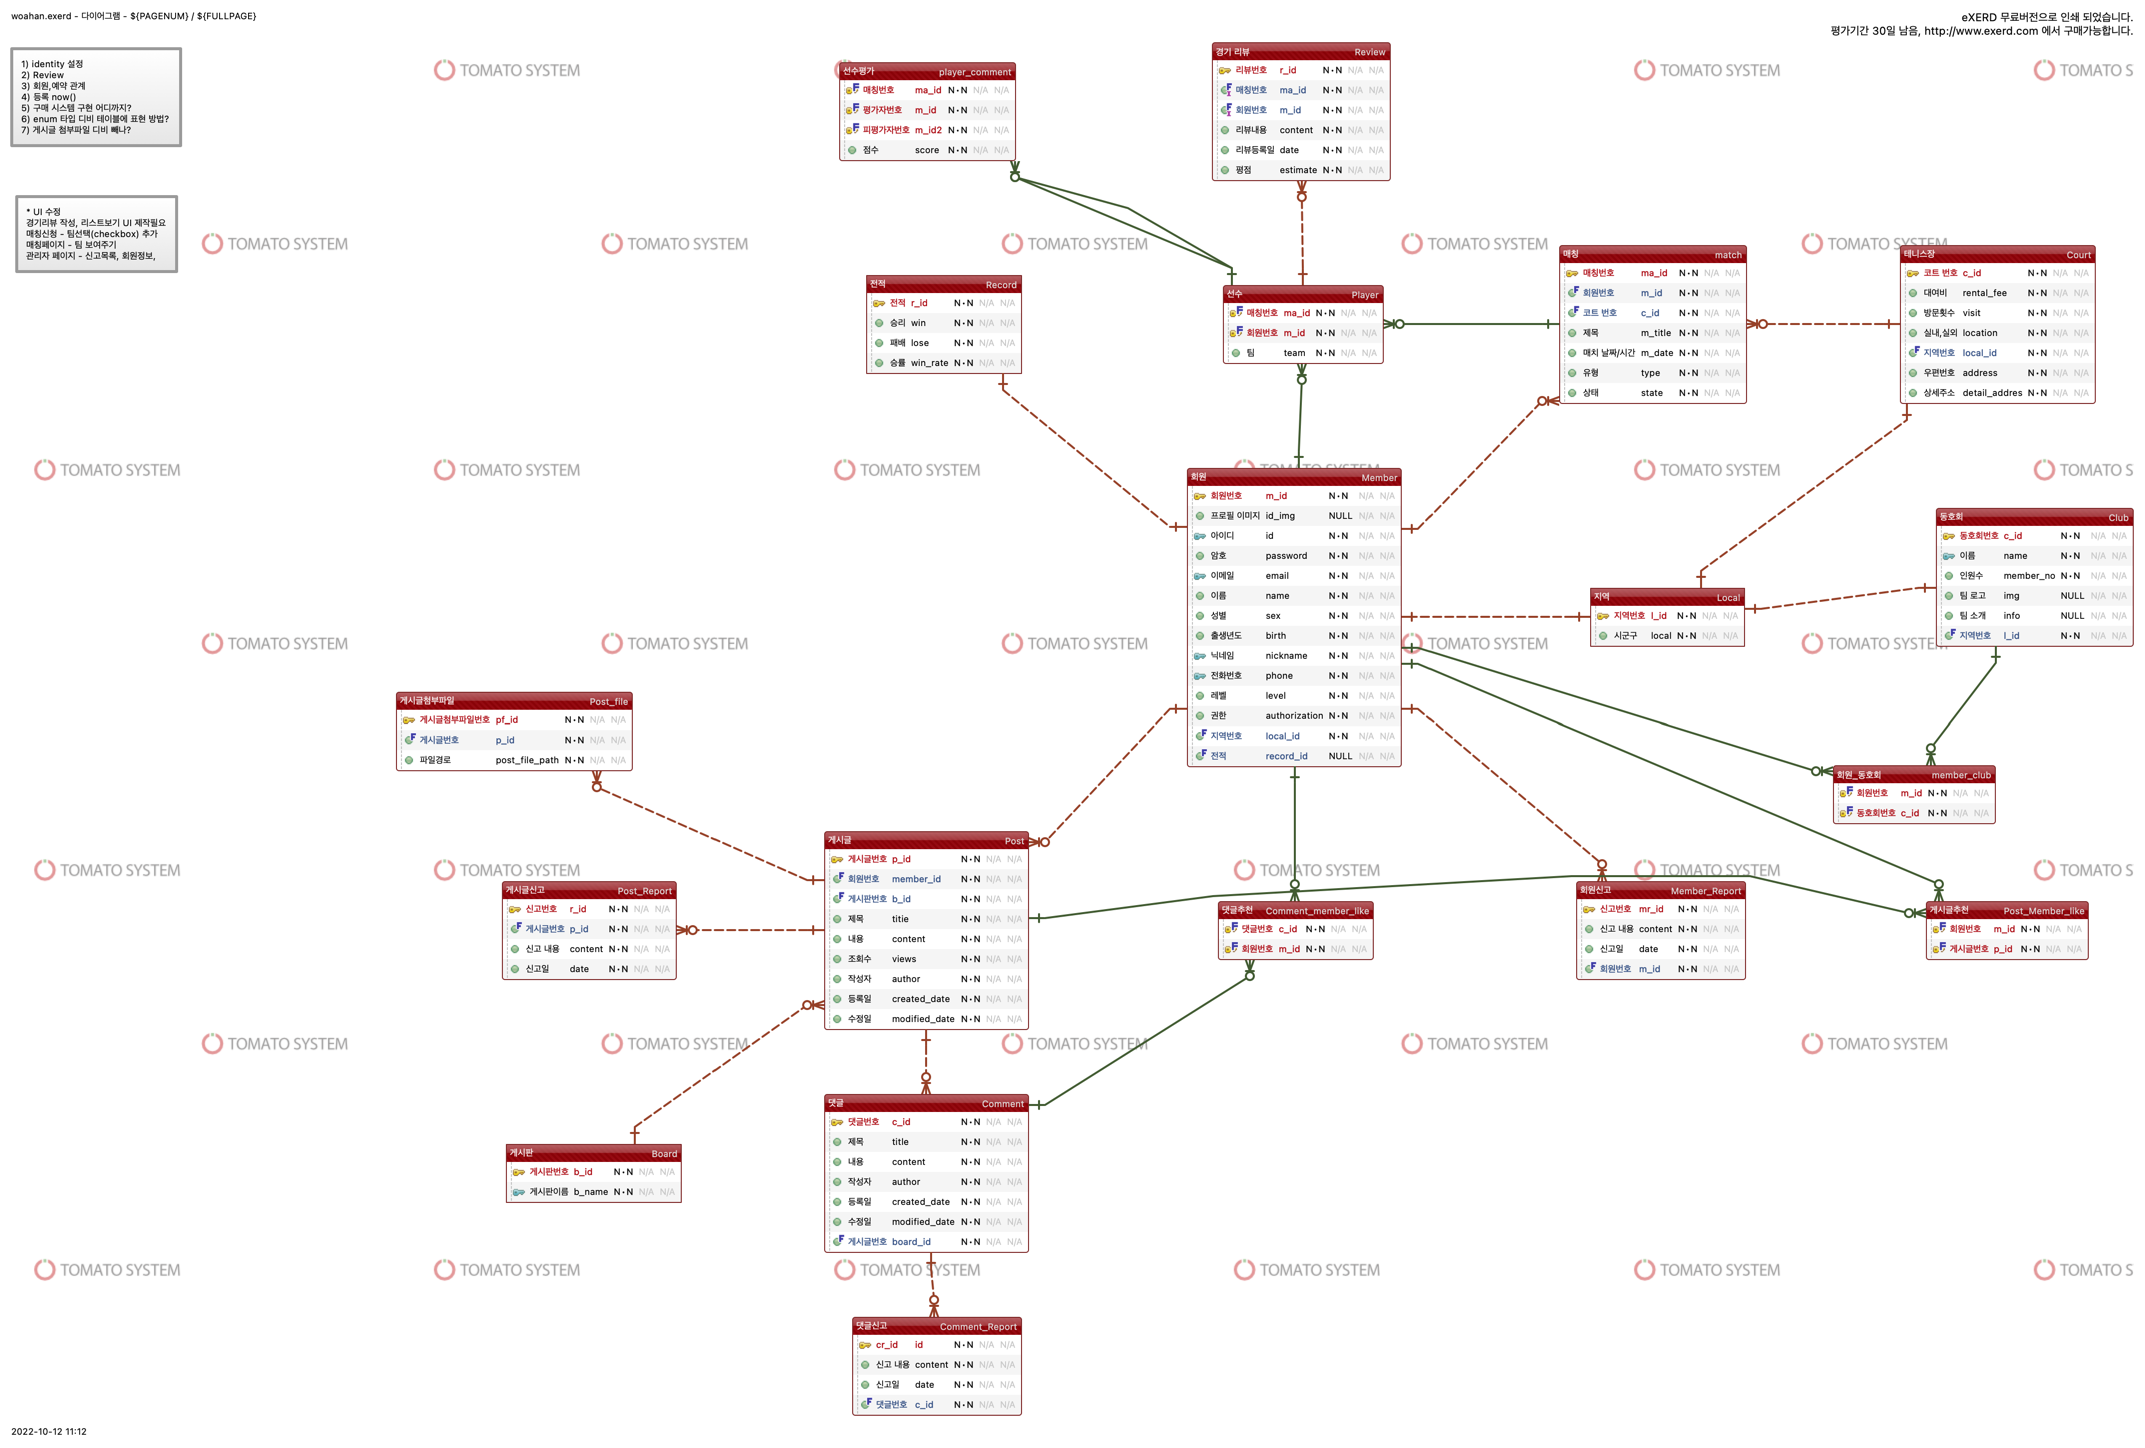 woahan.exerd - 다이어그램 - ${PAGENUM} / ${FULLPAGE}
eXERD 무료버전으로 인쇄 되었습니다.
평가기간 30일 남음, http://www.exerd.com 에서 구매가능합니다.
1) identity 설정
2) Review
3) 회원,예약 관계
4) 등록 now()
5) 구매 시스템 구현 어디까지?
6) enum 타입 디비 테이블에 표현 방법?
7) 게시글 첨부파일 디비 빼나?
* UI 수정
경기리뷰 작성, 리스트보기 UI 제작필요
매칭신청 - 팀선택(checkbox) 추가
매칭페이지 - 팀 보여주기
관리자 페이지 - 신고목록, 회원정보,
선수평가 player_comment
매칭번호 ma_id N•N N/A N/A
평가자번호 m_id N•N N/A N/A
피평가자번호 m_id2 N•N N/A N/A
점수 score N•N N/A N/A
경기 리뷰 Review
리뷰번호 r_id N•N N/A N/A
매칭번호 ma_id N•N N/A N/A
회원번호 m_id N•N N/A N/A
리뷰내용 content N•N N/A N/A
리뷰등록일 date N•N N/A N/A
평점 estimate N•N N/A N/A
전적 Record
전적 r_id N•N N/A N/A
승리 win N•N N/A N/A
패배 lose N•N N/A N/A
승률 win_rate N•N N/A N/A
선수 Player
매칭번호 ma_id N•N N/A N/A
회원번호 m_id N•N N/A N/A
팀 team N•N N/A N/A
매칭 match
매칭번호 ma_id N•N N/A N/A
회원번호 m_id N•N N/A N/A
코트 번호 c_id N•N N/A N/A
제목 m_title N•N N/A N/A
매치 날짜/시간 m_date N•N N/A N/A
유형 type N•N N/A N/A
상태 state N•N N/A N/A
테니스장 Court
코트 번호 c_id N•N N/A N/A
대여비 rental_fee N•N N/A N/A
방문횟수 visit N•N N/A N/A
실내,실외 location N•N N/A N/A
지역번호 local_id N•N N/A N/A
우편번호 address N•N N/A N/A
상세주소 detail_addres N•N N/A N/A
회원 Member
회원번호 m_id N•N N/A N/A
프로필 이미지 id_img NULL N/A N/A
아이디 id N•N N/A N/A
암호 password N•N N/A N/A
이메일 email N•N N/A N/A
이름 name N•N N/A N/A
성별 sex N•N N/A N/A
출생년도 birth N•N N/A N/A
닉네임 nickname N•N N/A N/A
전화번호 phone N•N N/A N/A
레벨 level N•N N/A N/A
권한 authorization N•N N/A N/A
지역번호 local_id N•N N/A N/A
전적 record_id NULL N/A N/A
지역 Local
지역번호 l_id N•N N/A N/A
시군구 local N•N N/A N/A
동호회 Club
동호회번호 c_id N•N N/A N/A
이름 name N•N N/A N/A
인원수 member_no N•N N/A N/A
팀 로고 img NULL N/A N/A
팀 소개 info NULL N/A N/A
지역번호 l_id N•N N/A N/A
회원_동호회 member_club
회원번호 m_id N•N N/A N/A
동호회번호 c_id N•N N/A N/A
게시글첨부파일 Post_file
게시글첨부파일번호 pf_id N•N N/A N/A
게시글번호 p_id N•N N/A N/A
파일경로 post_file_path N•N N/A N/A
게시글 Post
게시글번호 p_id N•N N/A N/A
회원번호 member_id N•N N/A N/A
게시판번호 b_id N•N N/A N/A
제목 titie N•N N/A N/A
내용 content N•N N/A N/A
조회수 views N•N N/A N/A
작성자 author N•N N/A N/A
등록일 created_date N•N N/A N/A
수정일 modified_date N•N N/A N/A
게시글신고 Post_Report
신고번호 r_id N•N N/A N/A
게시글번호 p_id N•N N/A N/A
신고 내용 content N•N N/A N/A
신고일 date N•N N/A N/A
댓글추천 Comment_member_like
댓글번호 c_id N•N N/A N/A
회원번호 m_id N•N N/A N/A
회원신고 Member_Report
신고번호 mr_id N•N N/A N/A
신고 내용 content N•N N/A N/A
신고일 date N•N N/A N/A
회원번호 m_id N•N N/A N/A
게시글추천 Post_Member_like
회원번호 m_id N•N N/A N/A
게시글번호 p_id N•N N/A N/A
게시판 Board
게시판번호 b_id N•N N/A N/A
게시판이름 b_name N•N N/A N/A
댓글 Comment
댓글번호 c_id N•N N/A N/A
제목 title N•N N/A N/A
내용 content N•N N/A N/A
작성자 author N•N N/A N/A
등록일 created_date N•N N/A N/A
수정일 modified_date N•N N/A N/A
게시글번호 board_id N•N N/A N/A
댓글신고 Comment_Report
cr_id id N•N N/A N/A
신고 내용 content N•N N/A N/A
신고일 date N•N N/A N/A
댓글번호 c_id N•N N/A N/A
TOMATO SYSTEM
2022-10-12 11:12